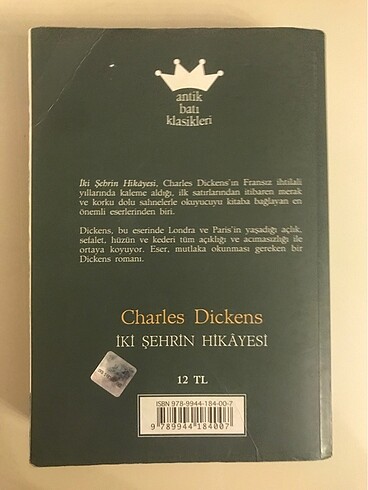 antik
batı
klasikleri
İki Şehrin Hikâyesi, Charles Dickens'ın Fransız ihtilali
yıllarında kaleme aldığı, ilk satırlarından itibaren merak
ve korku dolu sahnelerle okuyucuyu kitaba bağlayan en
önemli eserlerinden biri.
Dickens, bu eserinde Londra ve Paris'in yaşadığı açlık,
sefalet, hüzün ve kederi tüm açıklığı ve acımasızlığı ile
ortaya koyuyor. Eser, mutlaka okunması gereken bir
Dickens romanı.
Charles Dickens
İKİ ŞEHRİN HİKÂYESİ
12 TL
ISBN 978-9944-184-00-7
9 789944 184007